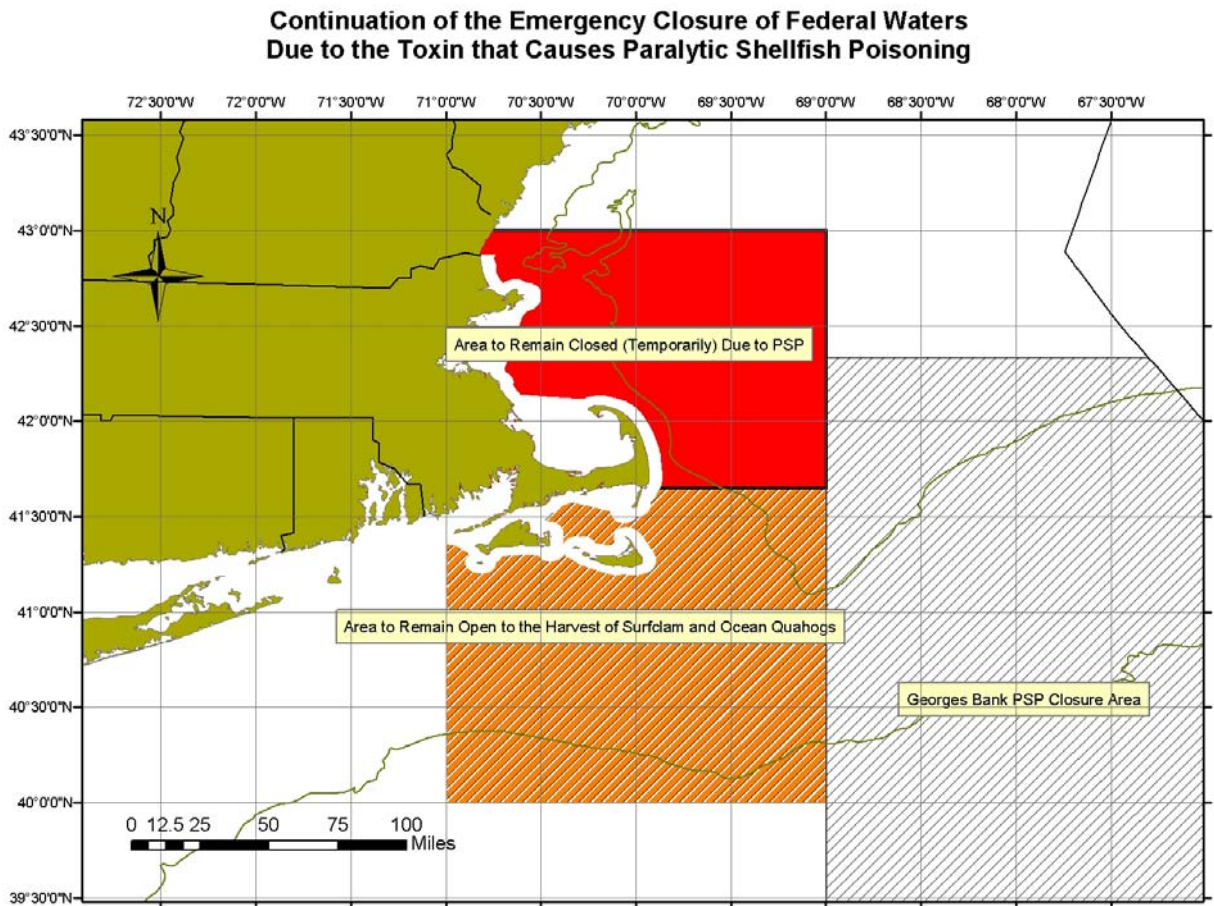 Continuation of the Emergency Closure of Federal Waters
Due to the Toxin that Causes Paralytic Shellfish Poisoning
72°30'0"W 72°0'0"W 71°30'0"W 71°0'0"W 70°30'0"W 70°0'0"W 69°30'0"W 69°0'0"W 68°30'0"W 68°0'0"W 67°30'0"W
43°30'0"N
N
43°0'0"N
42°30'0"N
Area to Remain Closed (Temporarily) Due to PSP
42°0'0"N
41°30'0"N
41°0'0"N
Area to Remain Open to the Harvest of Surfclam and Ocean Quahogs
Georges Bank PSP Closure Area
40°30'0"N
40°0'0"N
0 12.5 25 50 75 100
Miles
39°30'0"N